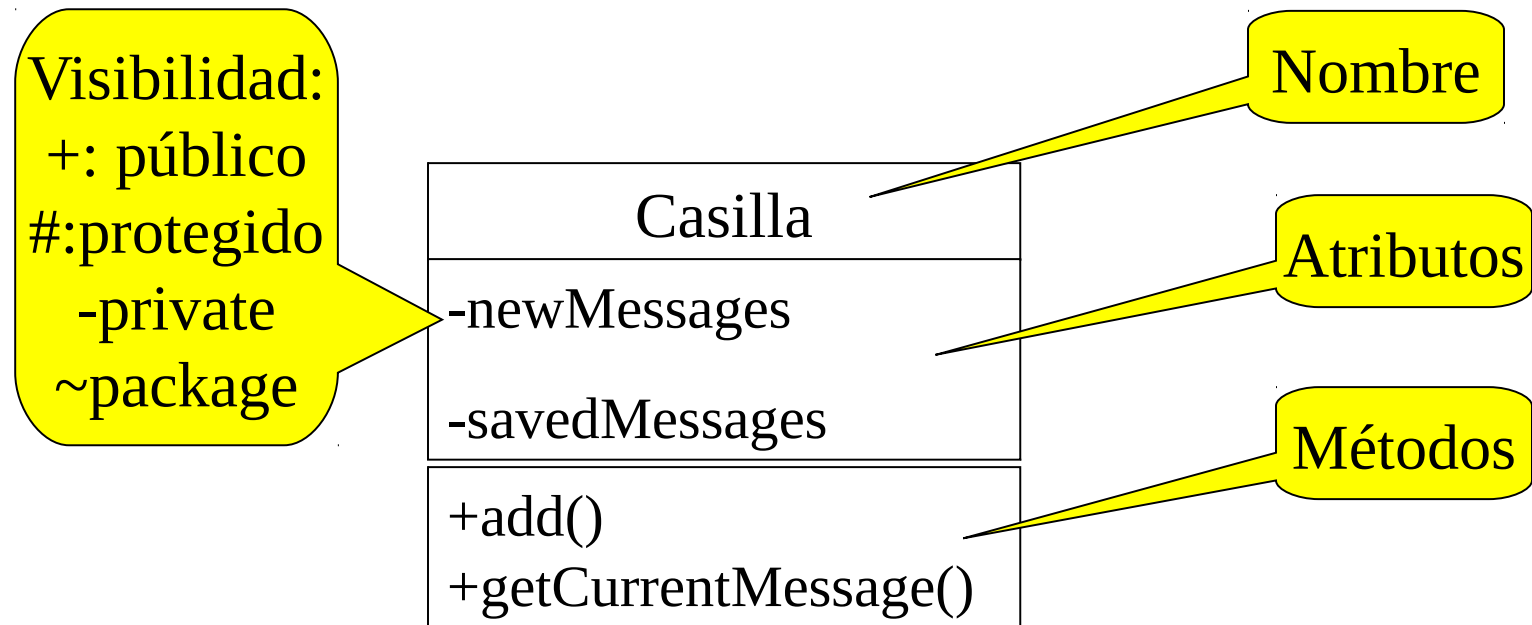 Visibilidad:
+: público
#:protegido
-private
~package
Nombre
Casilla
Atributos
-newMessages
-savedMessages
Métodos
+add()
+getCurrentMessage()